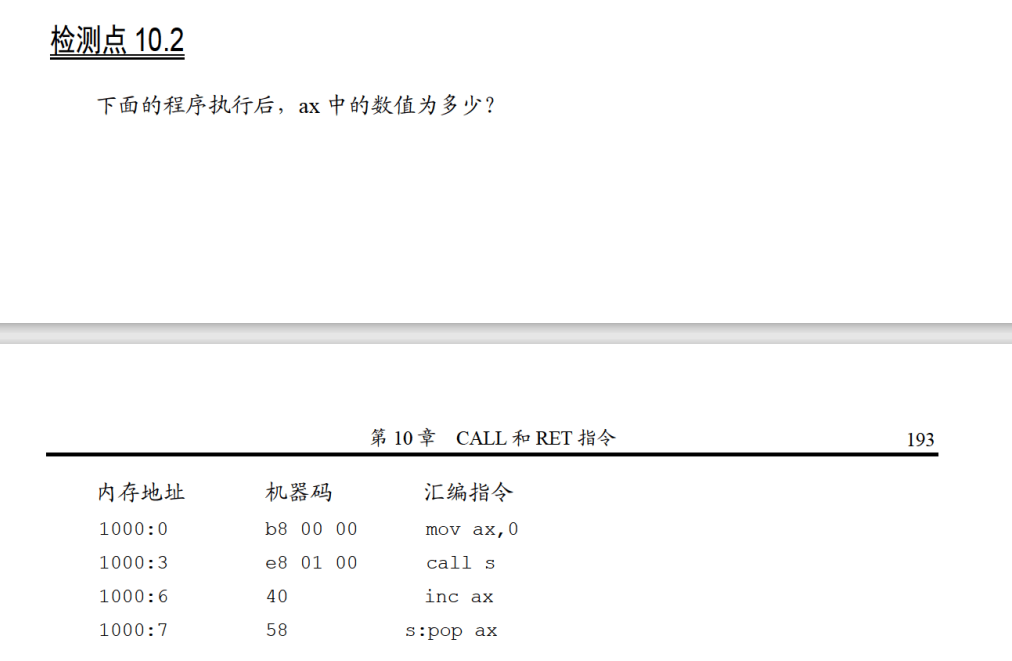 检测点 10.2
下面的程序执行后，ax 中的数值为多少？
第 10 章 CALL 和 RET 指令 193
内存地址 机器码 汇编指令
1000:0 b8 00 00 mov ax,0
1000:3 e8 01 00 call s
1000:6 40 inc ax
1000:7 58 s:pop ax